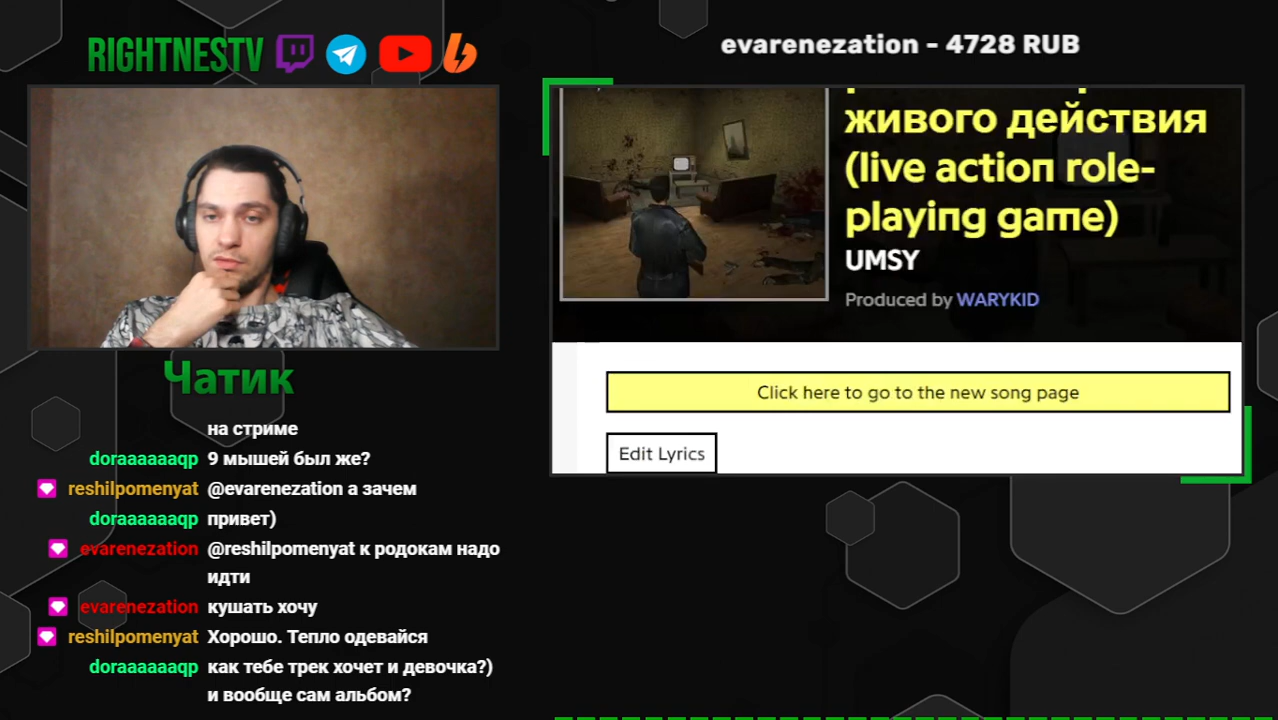 RIGHTNESTV
evarenezation - 4728 RUB
живого действия
(live action role-
playing game)
UMSY
Produced by WARYKID
Click here to go to the new song page
Edit Lyrics
Чатик
на стриме
doraaaaaaqp 9 мышей был же?
reshilpomenyat @evarenezation а зачем
doraaaaaaqp привет)
evarenezation @reshilpomenyat к родокам надо
идти
evarenezation кушать хочу
reshilpomenyat Хорошо. Тепло одевайся
doraaaaaaqp как тебе трек хочет и девочка?)
и вообще сам альбом?